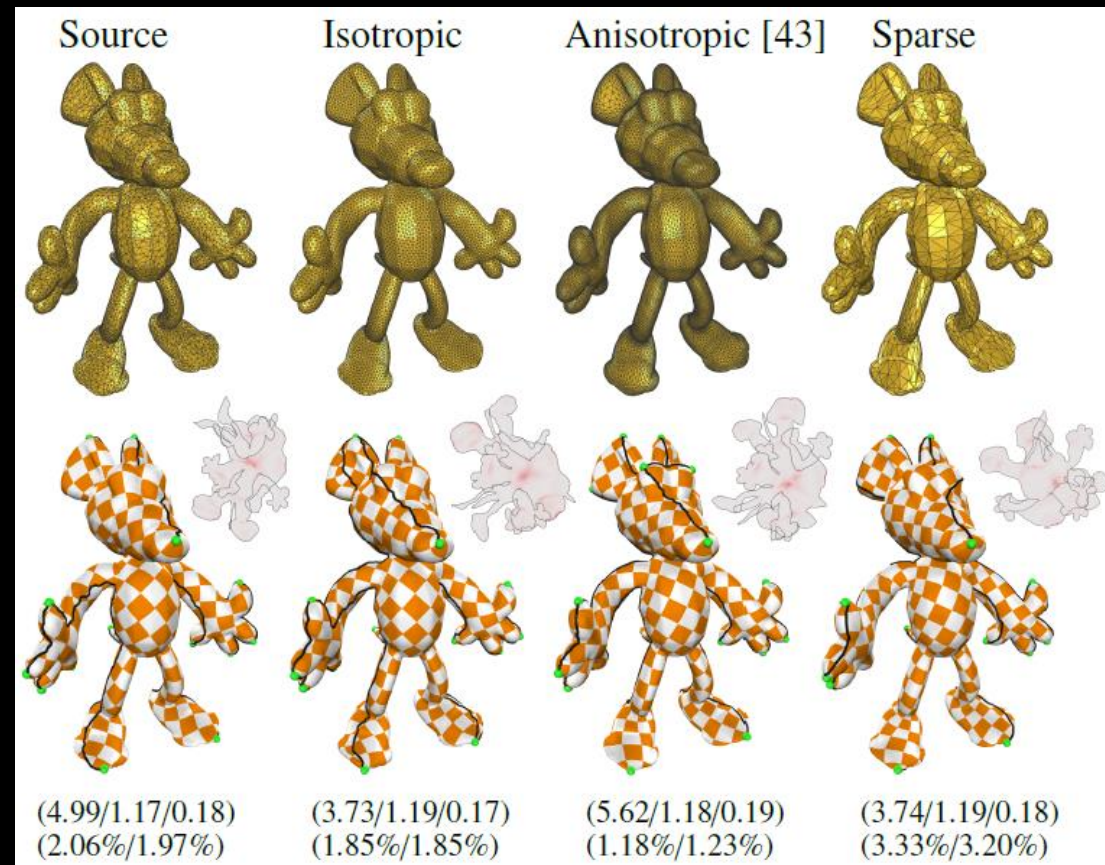 Source Isotropic Anisotropic [43] Sparse
(4.99/1.17/0.18) (3.73/1.19/0.17) (5.62/1.18/0.19) (3.74/1.19/0.18)
(2.06%/1.97%) (1.85%/1.85%) (1.18%/1.23%) (3.33%/3.20%)